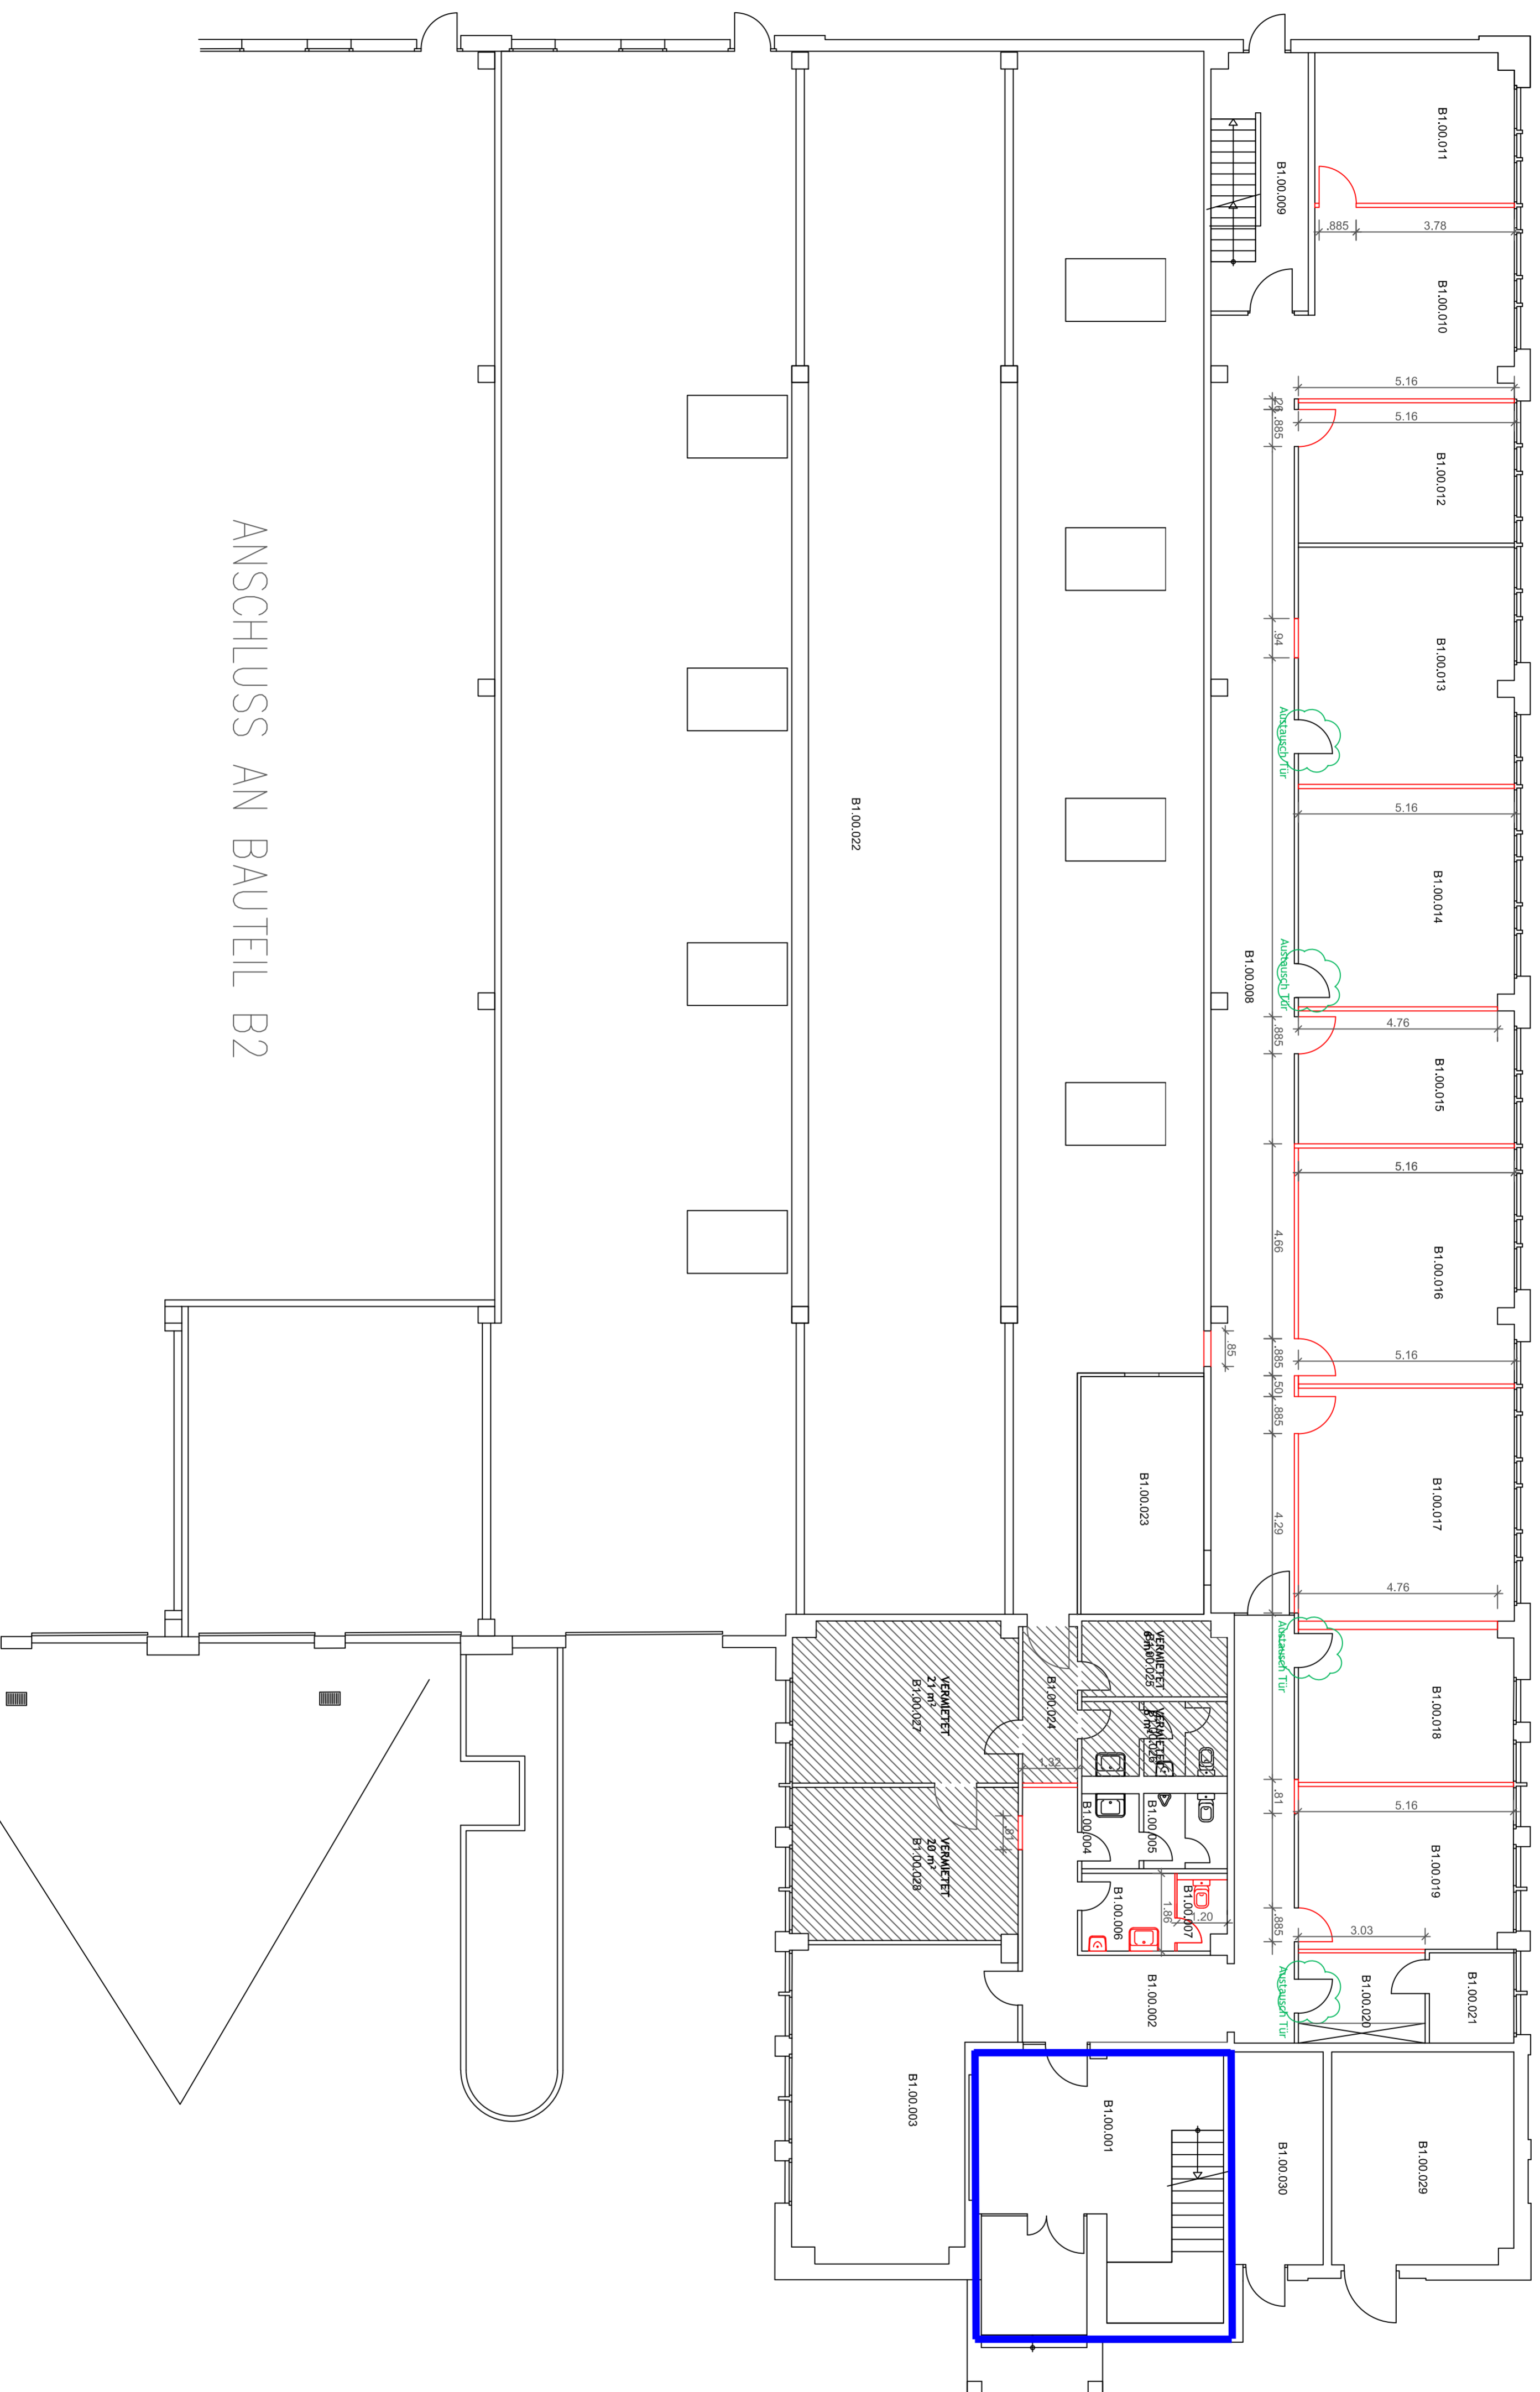 B1.00.011
B1.00.009
.885
3.78
B1.00.010
5.16
5.16
.26
.885
B1.00.012
.94
B1.00.013
Austausch Tür
5.16
B1.00.022
B1.00.014
B1.00.008
Austausch Tür
4.76
.885
B1.00.015
ANSCHLUSS AN BAUTEIL B2
5.16
4.66
B1.00.016
.85
.885
5.16
.50
.885
B1.00.023
B1.00.017
4.29
4.76
Austausch Tür
VERMIETET
21 m²
B1.00.027
B1.00.024
VERMIETET
B1.00.025
VERMIETET
B1.00.018
1.32
.81
5.16
.81
B1.00.004
B1.00.005
VERMIETET
20 m²
B1.00.028
B1.00.006
B1.00.007
1.86
1.20
B1.00.019
.885
3.03
B1.00.002
Austausch Tür
B1.00.020
B1.00.021
B1.00.003
B1.00.001
B1.00.030
B1.00.029